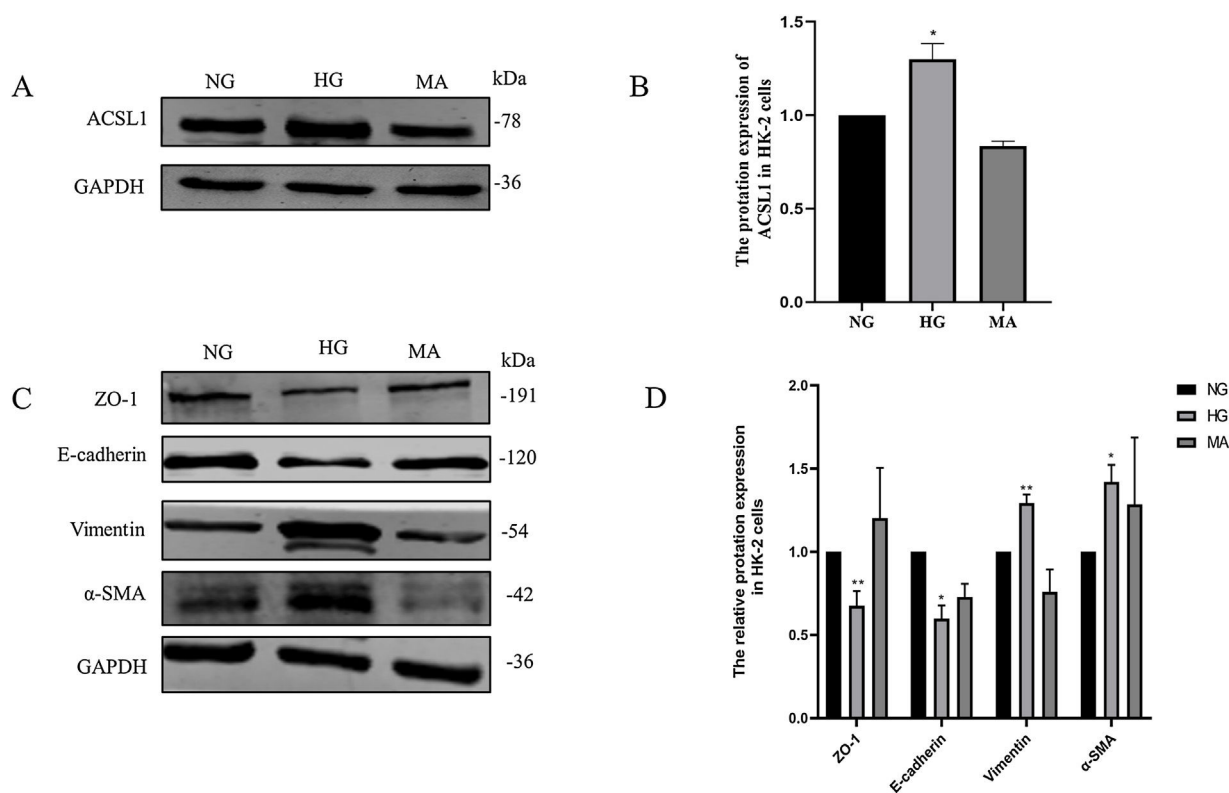 A
NG HG MA kDa
ACSL1 -78
GAPDH -36
B
The protation expression of
ACSL1 in HK-2 cells
1.5
*
1.0
0.5
0.0
NG HG MA
C
NG HG MA kDa
ZO-1 -191
E-cadherin -120
Vimentin -54
α-SMA -42
GAPDH -36
D
The relative protation expression
in HK-2 cells
2.0
1.5
1.0
0.5
0.0
** * ** *
ZO-1 E-cadherin Vimentin α-SMA
NG
HG
MA